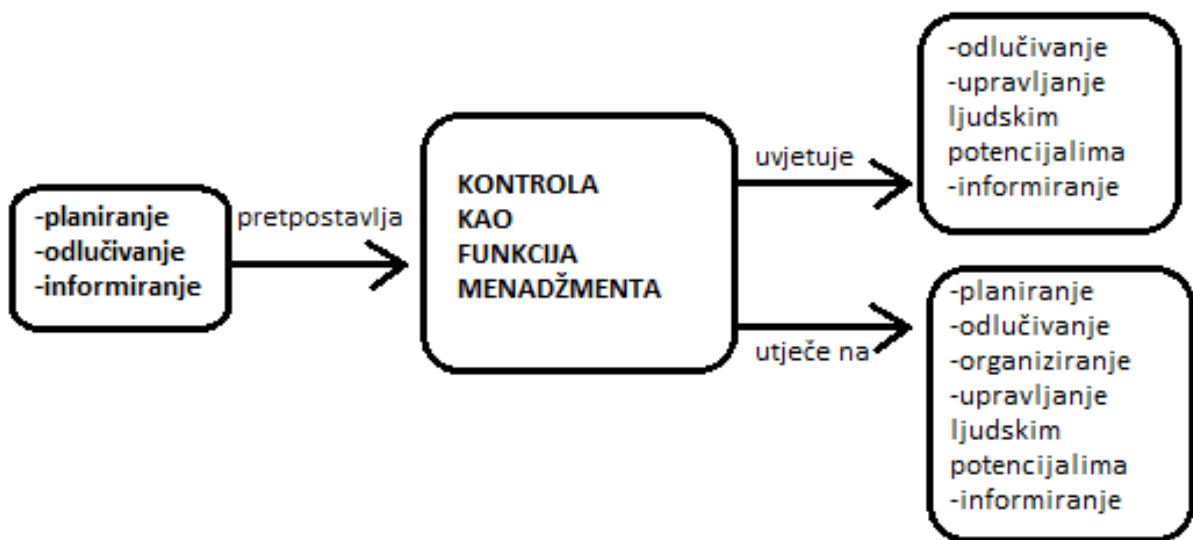 -planiranje
-odlučivanje
-informiranje
pretpostavlja
KONTROLA
KAO
FUNKCIJA
MENADŽMENTA
uvjetuje
-odlučivanje
-upravljanje
ljudskim
potencijalima
-informiranje
utječe na
-planiranje
-odlučivanje
-organiziranje
-upravljanje
ljudskim
potencijalima
-informiranje